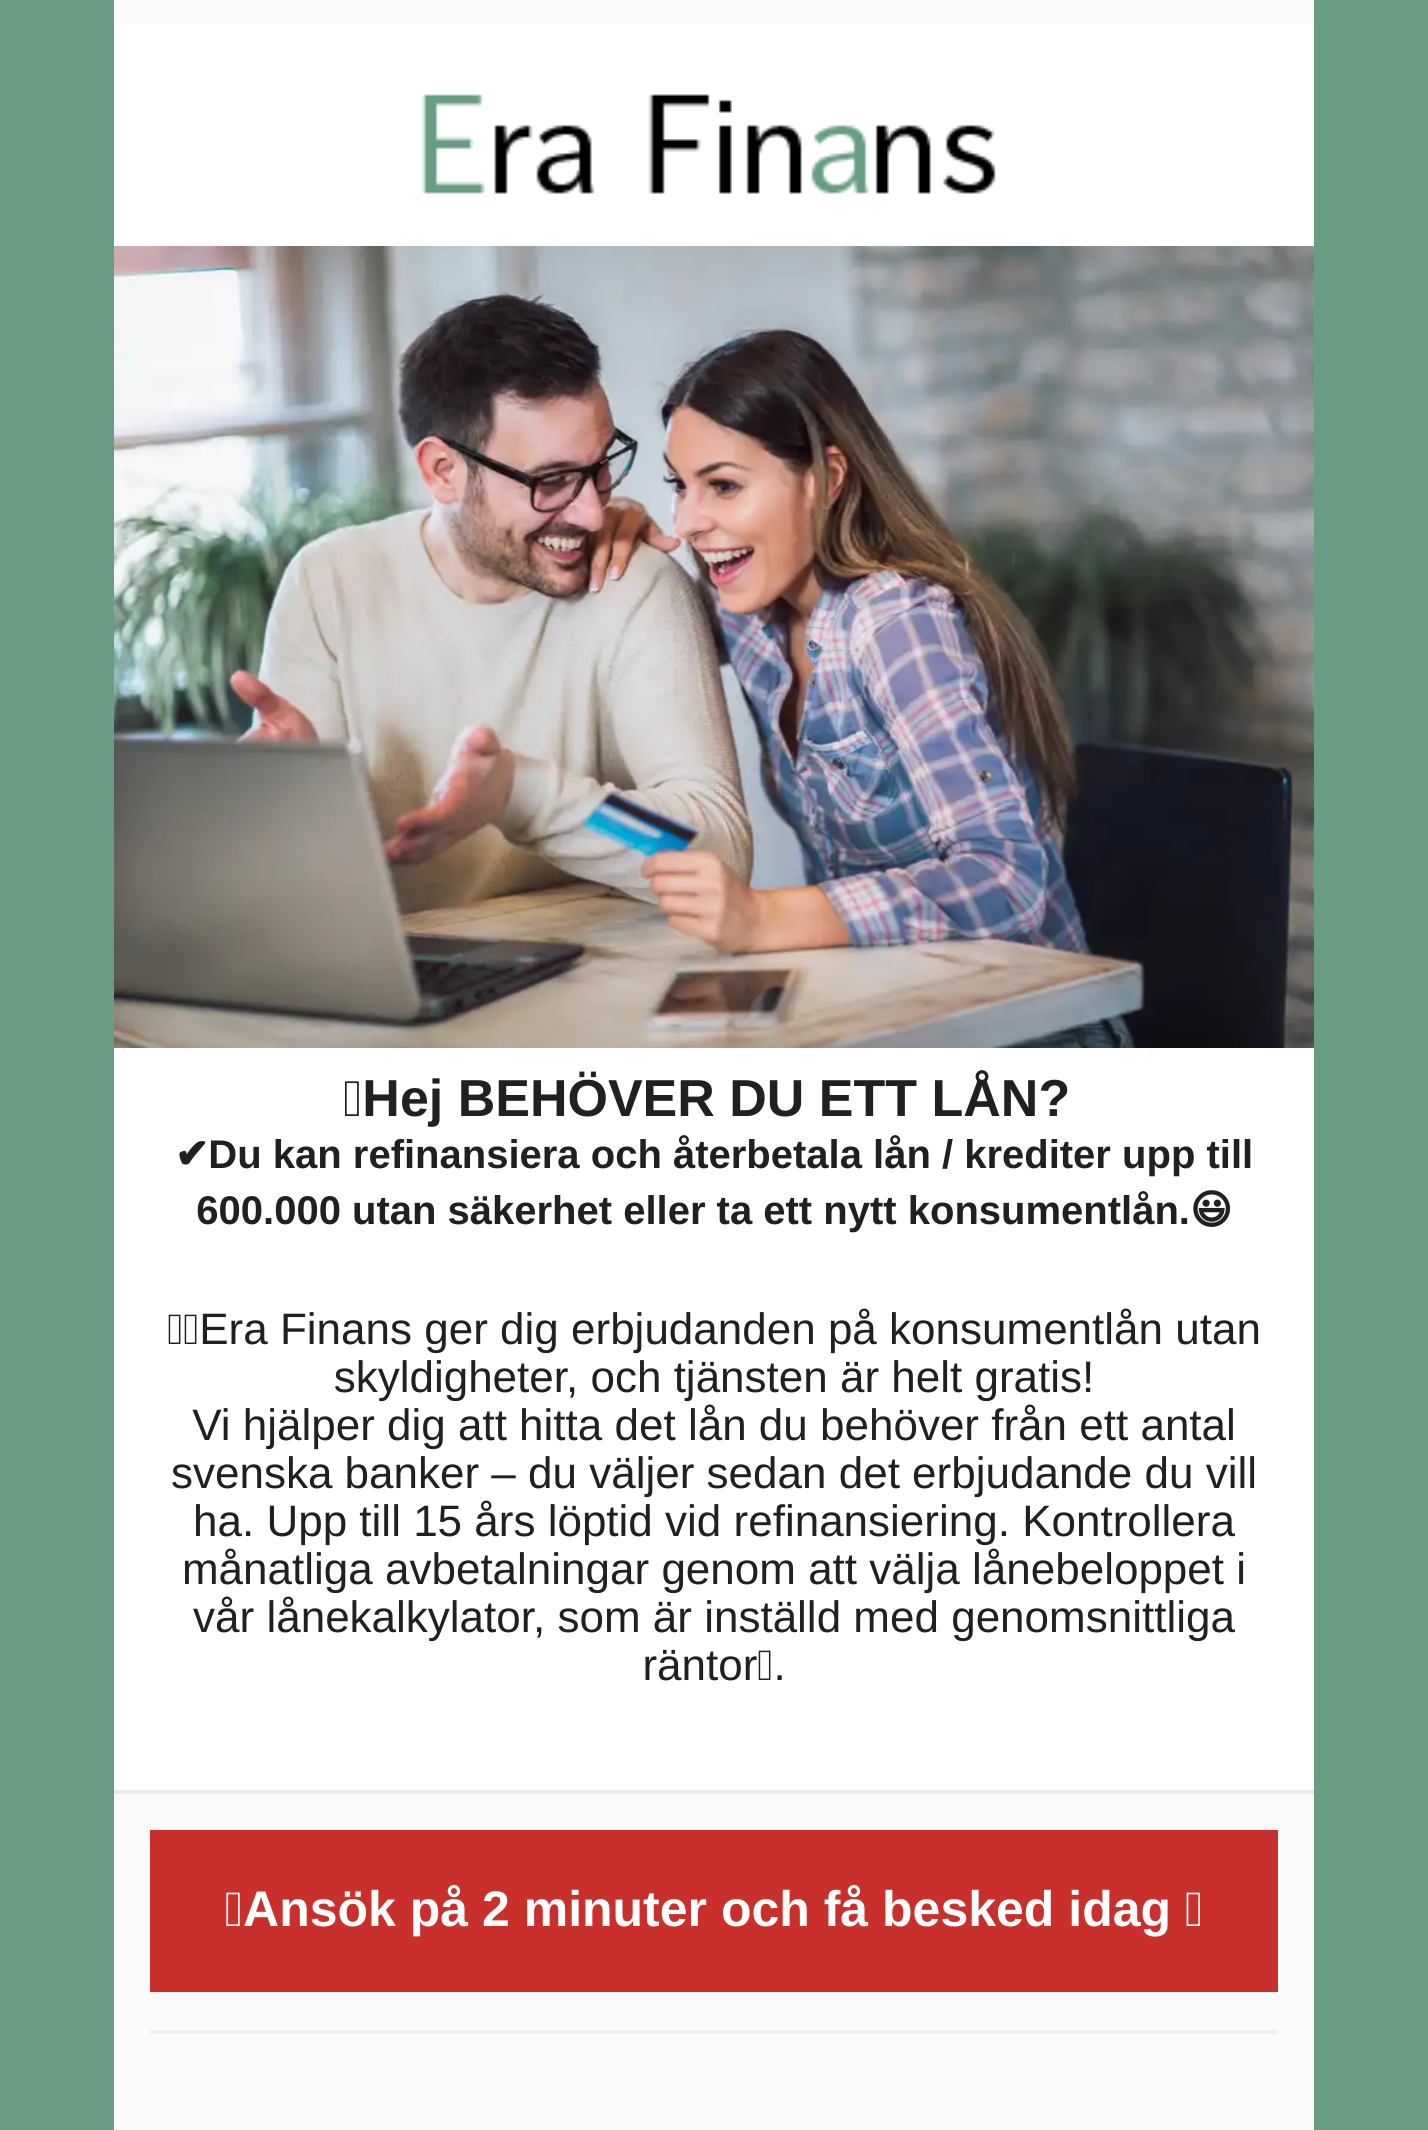 Era Finans
Hej BEHÖVER DU ETT LÅN?
✔Du kan refinansiera och återbetala lån / krediter upp till
600.000 utan säkerhet eller ta ett nytt konsumentlån.😃
Era Finans ger dig erbjudanden på konsumentlån utan
skyldigheter, och tjänsten är helt gratis!
Vi hjälper dig att hitta det lån du behöver från ett antal
svenska banker – du väljer sedan det erbjudande du vill
ha. Upp till 15 års löptid vid refinansiering. Kontrollera
månatliga avbetalningar genom att välja lånebeloppet i
vår lånekalkylator, som är inställd med genomsnittliga
räntor.
Ansök på 2 minuter och få besked idag